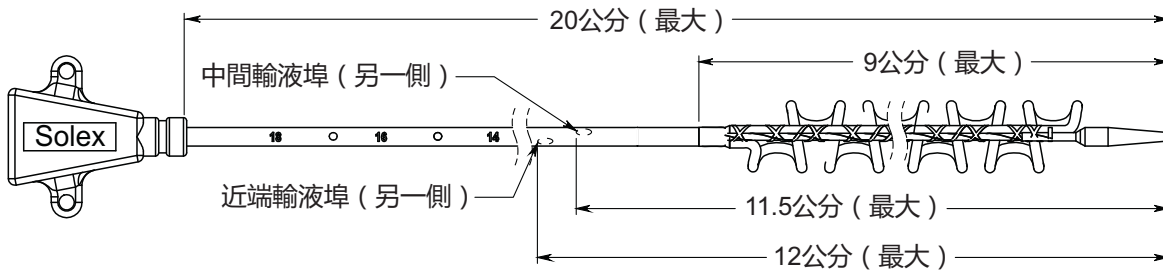 20公分（最大）
中間輸液埠（另一側）
9公分（最大）
Solex
18
16
14
近端輸液埠（另一側）
11.5公分（最大）
12公分（最大）